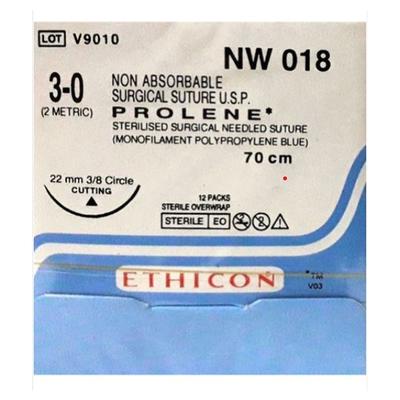 LOT V9010
NW 018
3-0
(2 METRIC)
NON ABSORBABLE
SURGICAL SUTURE U.S.P.
PROLENE*
STERILISED SURGICAL NEEDLED SUTURE
(MONOFILAMENT POLYPROPYLENE BLUE)
70 cm
22 mm 3/8 Circle
CUTTING
12 PACKS
STERILE OVERWRAP
STERILE EO
ETHICON
*TM
V03